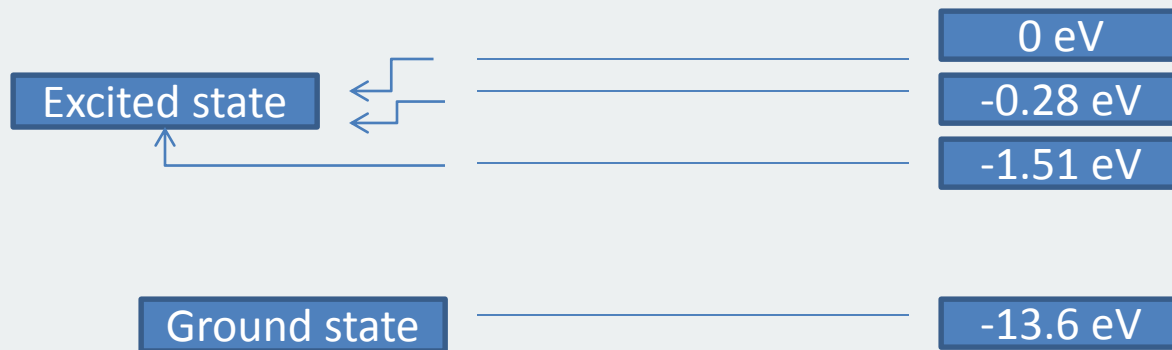 0 eV
Excited state
-0.28 eV
-1.51 eV
Ground state
-13.6 eV